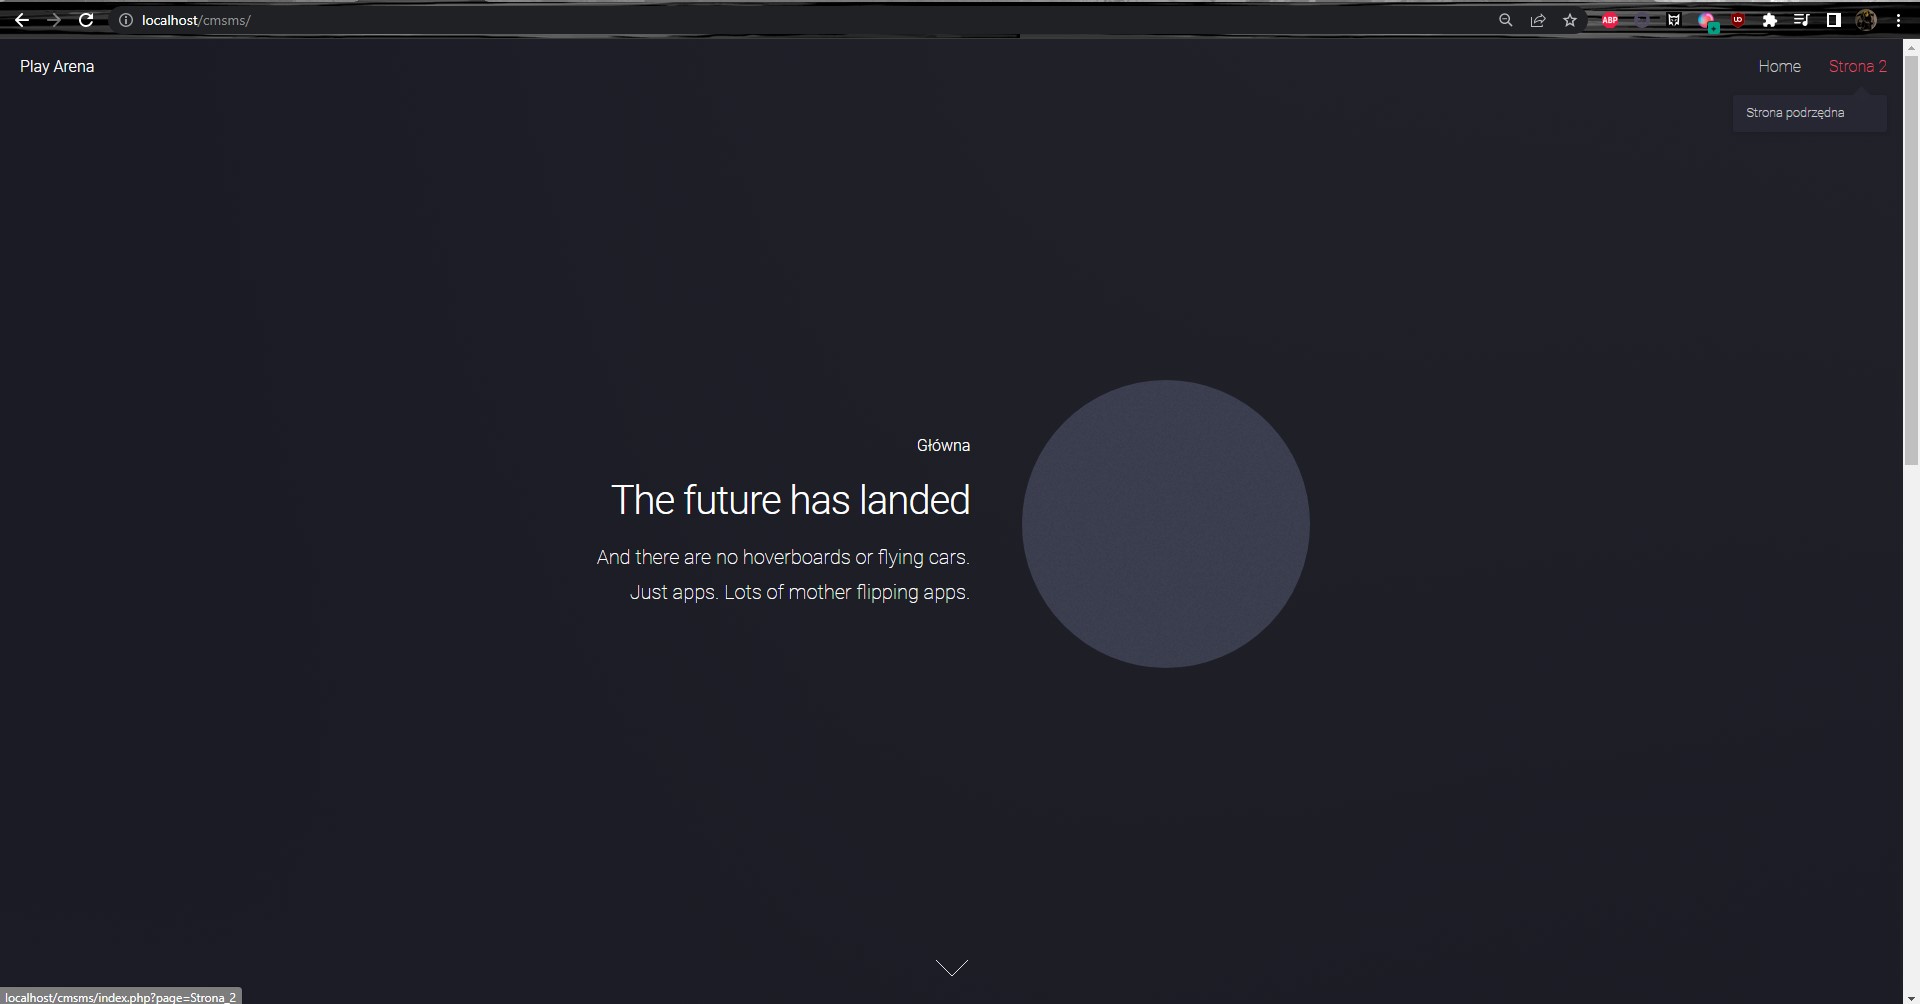 localhost/cmsms/
ABP
UD
Play Arena
Home
Strona 2
Strona podrzędna
Główna
The future has landed
And there are no hoverboards or flying cars.
Just apps. Lots of mother flipping apps.
localhost/cmsms/index.php?page=Strona_2